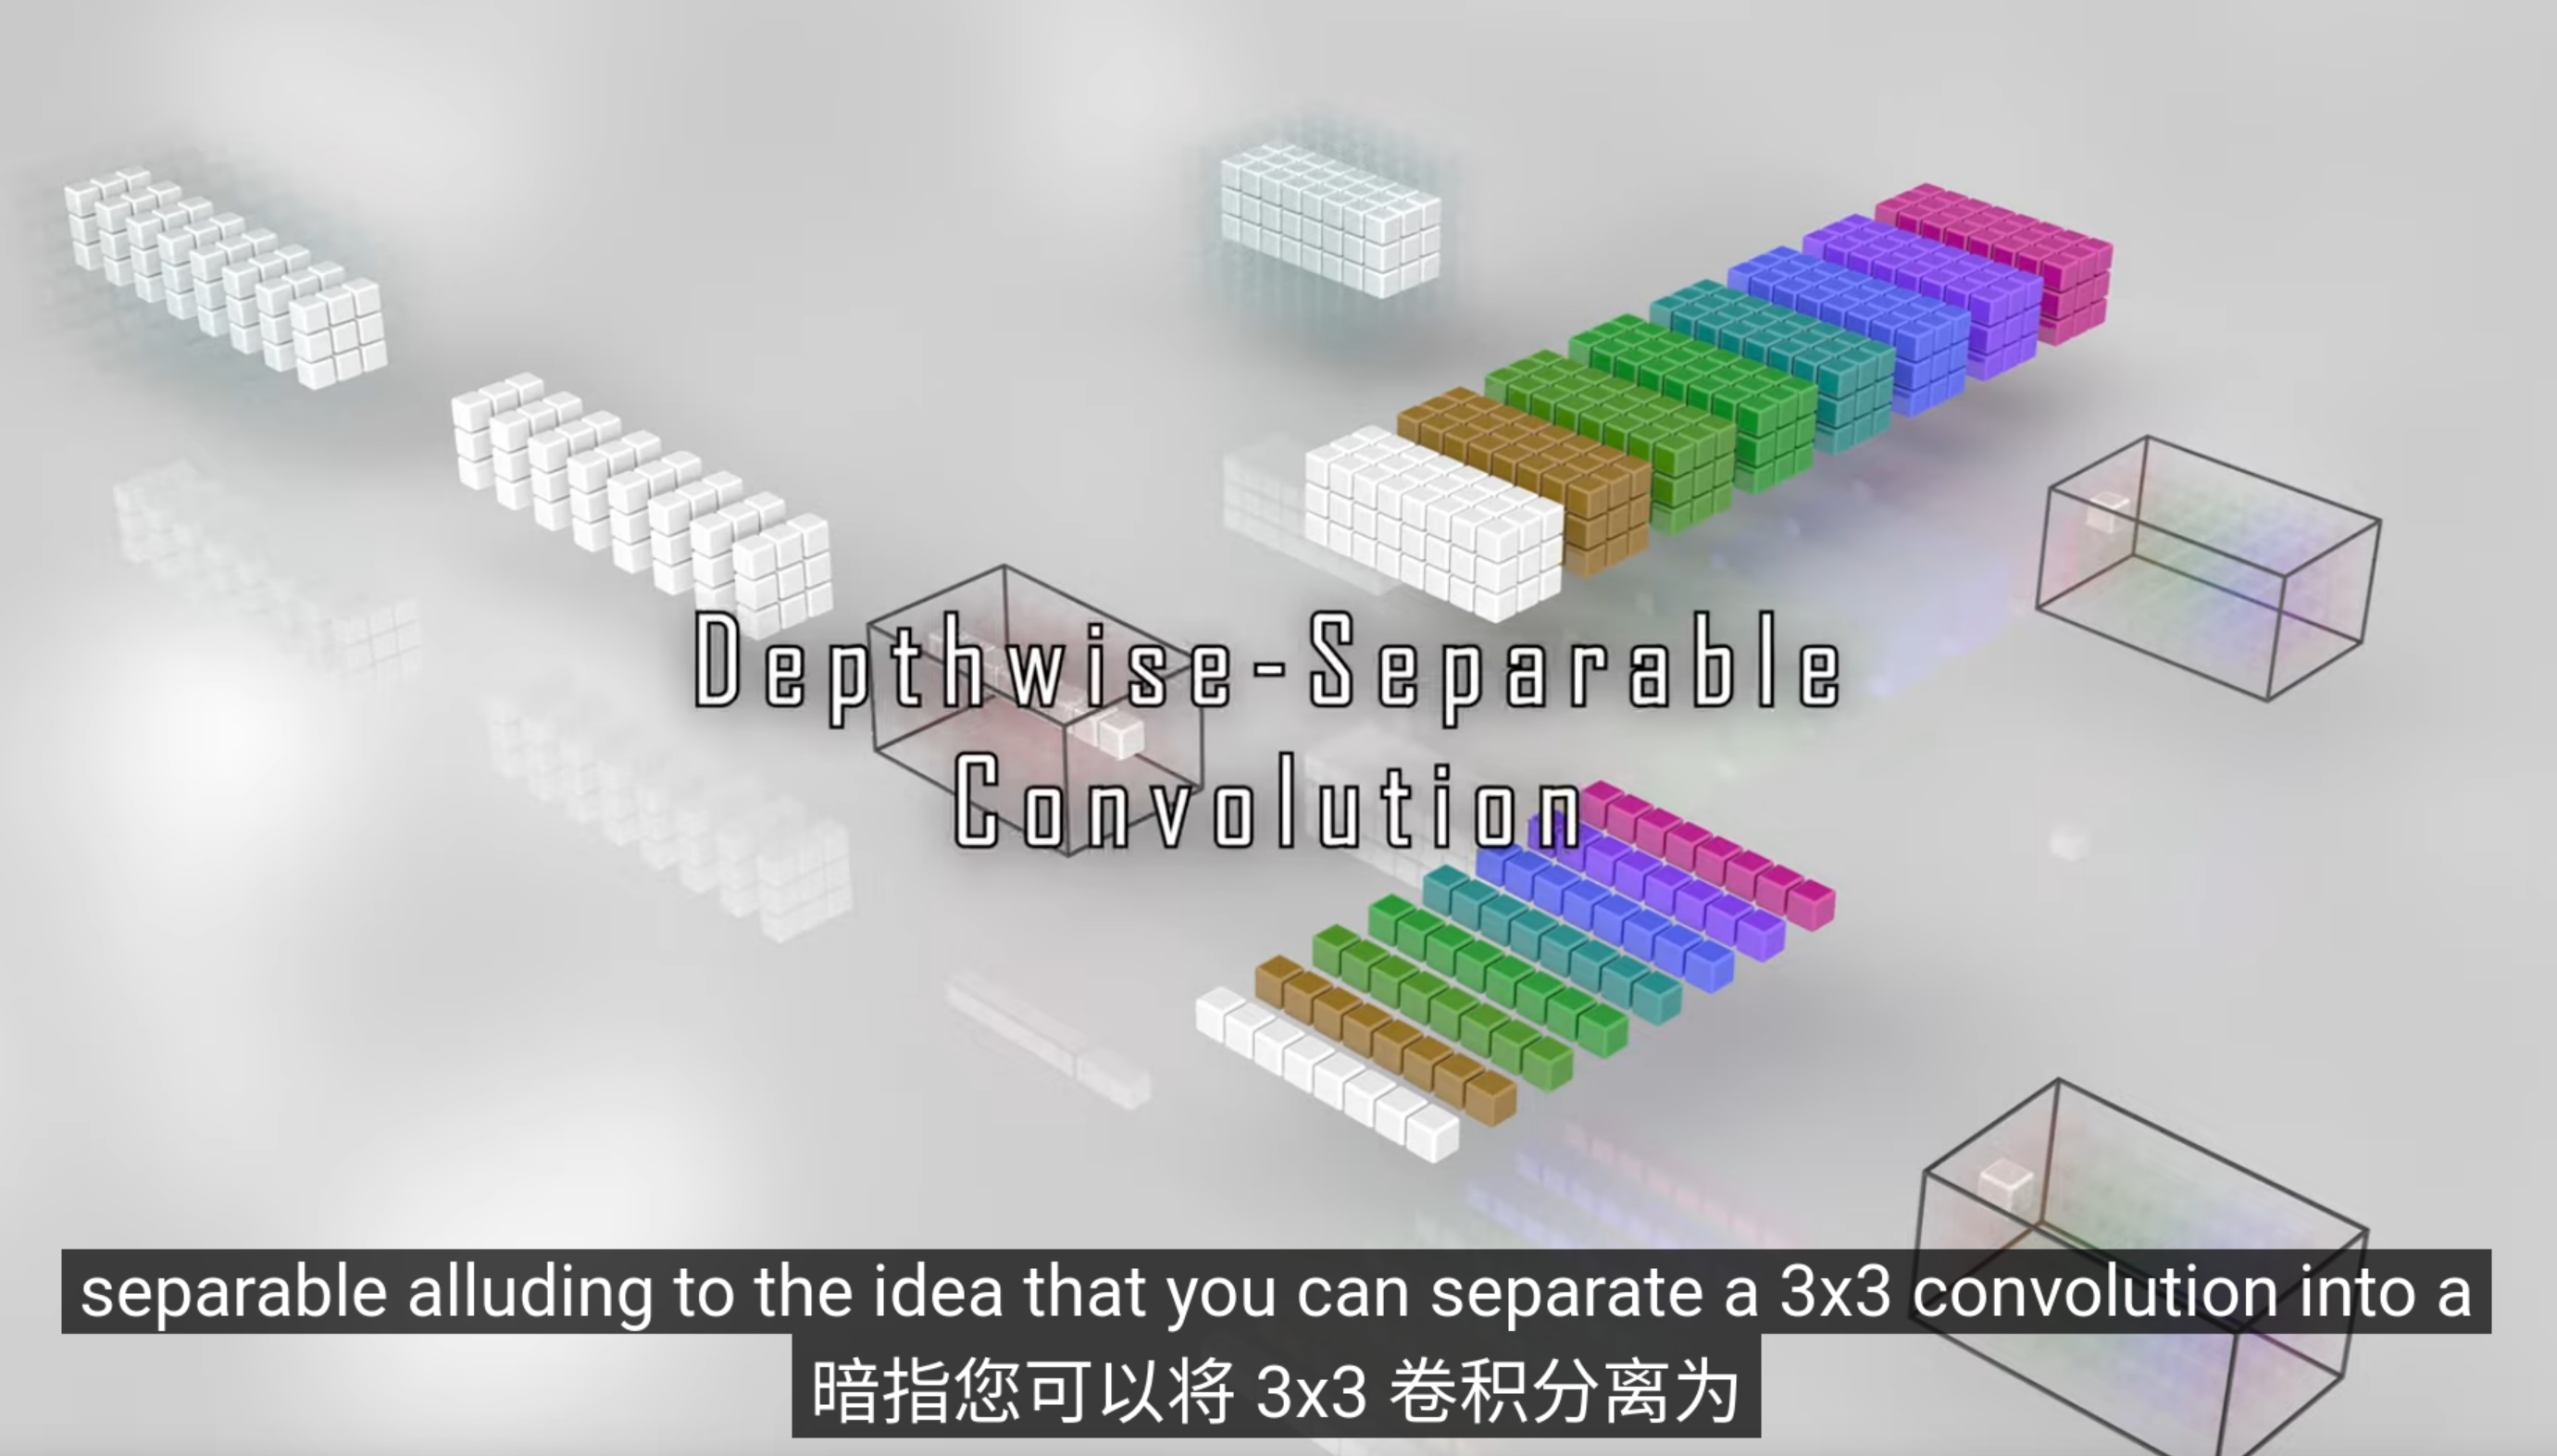 Depthwise-Separable
Convolution
separable alluding to the idea that you can separate a 3x3 convolution into a
暗指您可以将 3x3 卷积分离为